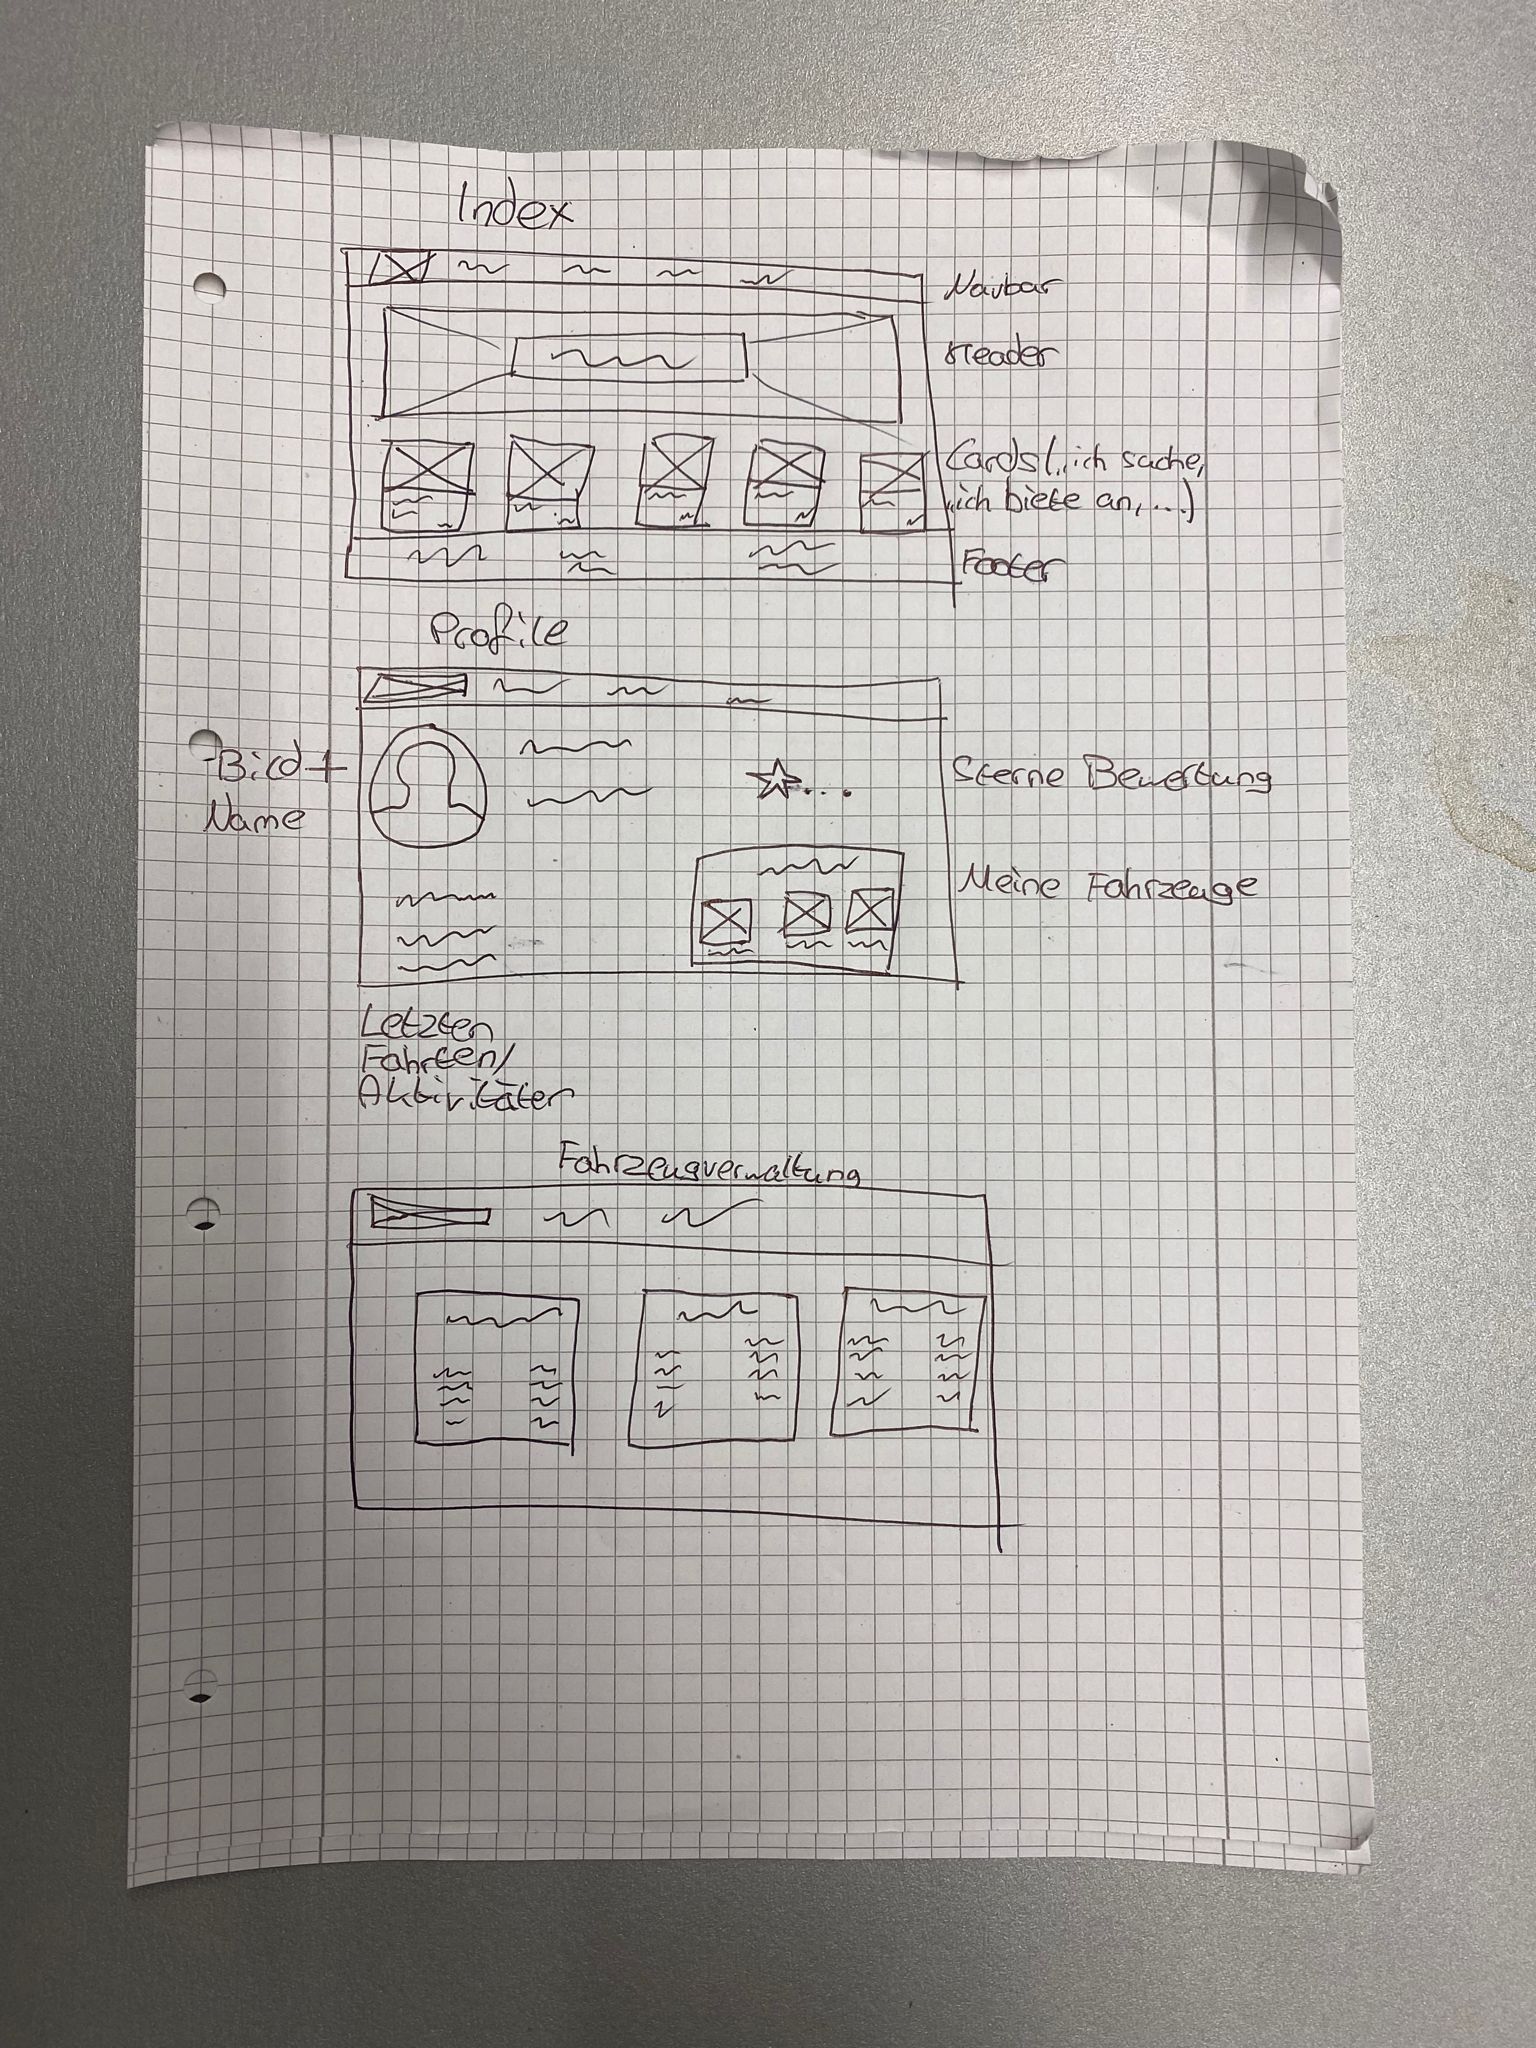 Index
Navbar
Header
Cards („ich suche,
„ich biete an, ...)
Footer
Profile
-Bild +
Name
Sterne Bewertung
Meine Fahrzeuge
Letzten
Fahrten/
Aktivitäten
Fahrzeugverwaltung